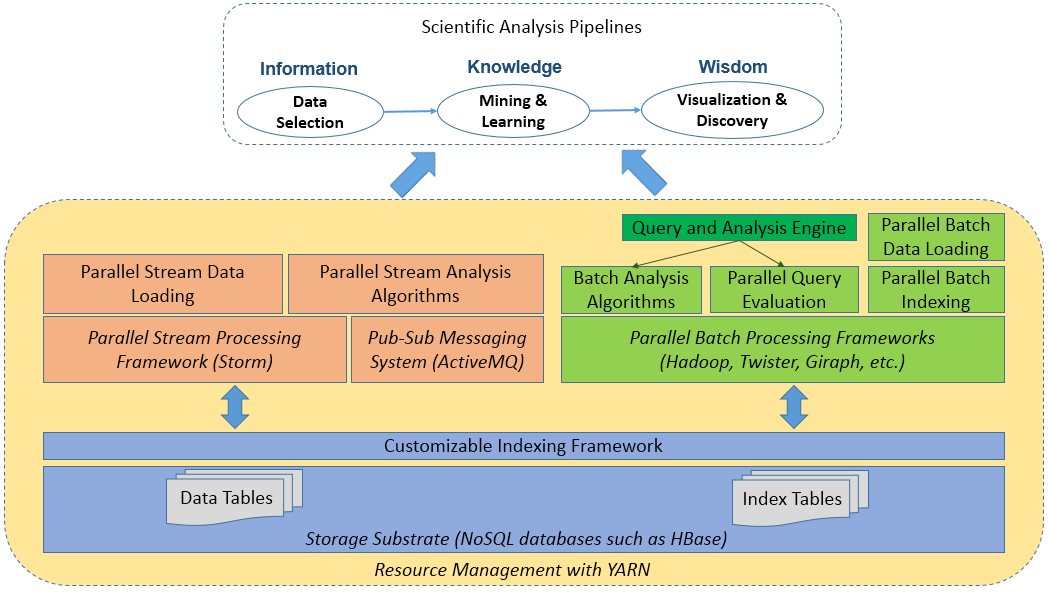 Scientific Analysis Pipelines
Information
Knowledge
Wisdom
Data
Selection
Mining &
Learning
Visualization &
Discovery
Query and Analysis Engine
Parallel Batch
Data Loading
Parallel Stream Data
Loading
Parallel Stream Analysis
Algorithms
Batch Analysis
Algorithms
Parallel Query
Evaluation
Parallel Batch
Indexing
Parallel Stream Processing
Framework (Storm)
Pub-Sub Messaging
System (ActiveMQ)
Parallel Batch Processing Frameworks
(Hadoop, Twister, Giraph, etc.)
Customizable Indexing Framework
Data Tables
Index Tables
Storage Substrate (NoSQL databases such as HBase)
Resource Management with YARN